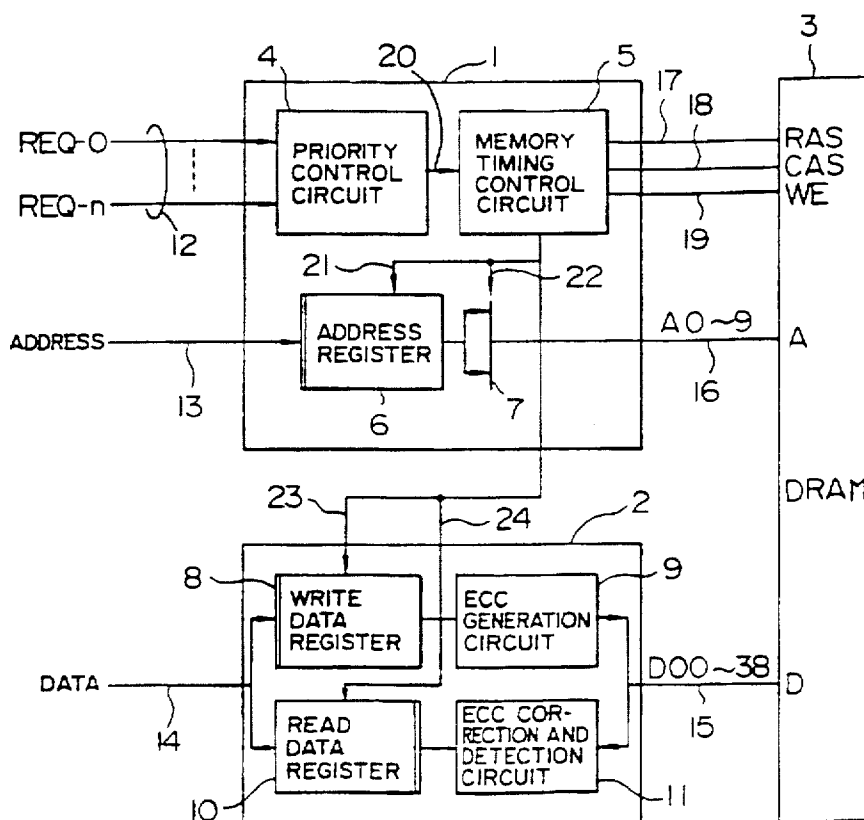 3
4
20
1
5
17
18
REQ-0
PRIORITY
CONTROL
CIRCUIT
MEMORY
TIMING
CONTROL
CIRCUIT
RAS
CAS
WE
REQ-n
12
19
21
22
ADDRESS
ADDRESS
REGISTER
A0~9
A
13
6
7
16
DRAM
23
24
2
8
9
WRITE
DATA
REGISTER
ECC
GENERATION
CIRCUIT
DATA
D00~38
D
14
15
READ
DATA
REGISTER
ECC COR-
RECTION AND
DETECTION
CIRCUIT
10
11